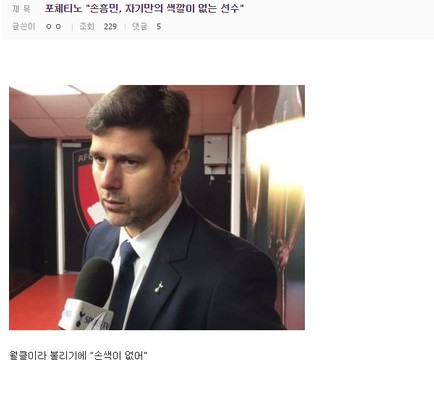 제 목 포체티노 "손흥민, 자기만의 색깔이 없는 선수"
글쓴이 ㅇㅇ | 조회 229 | 댓글 5
AF
월클이라 불리기에 "손색이 없어"